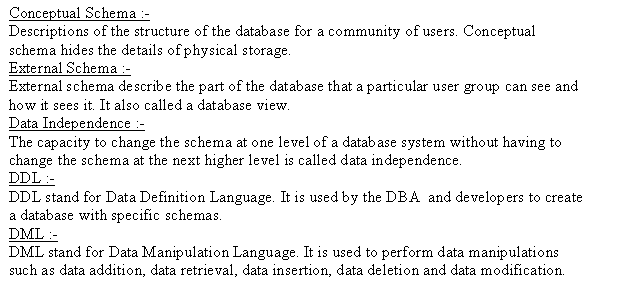 Conceptual Schema :-
Descriptions of the structure of the database for a community of users. Conceptual
schema hides the details of physical storage.
External Schema :-
External schema describe the part of the database that a particular user group can see and
how it sees it. It also called a database view.
Data Independence :-
The capacity to change the schema at one level of a database system without having to
change the schema at the next higher level is called data independence.
DDL :-
DDL stand for Data Definition Language. It is used by the DBA and developers to create
a database with specific schemas.
DML :-
DML stand for Data Manipulation Language. It is used to perform data manipulations
such as data addition, data retrieval, data insertion, data deletion and data modification.